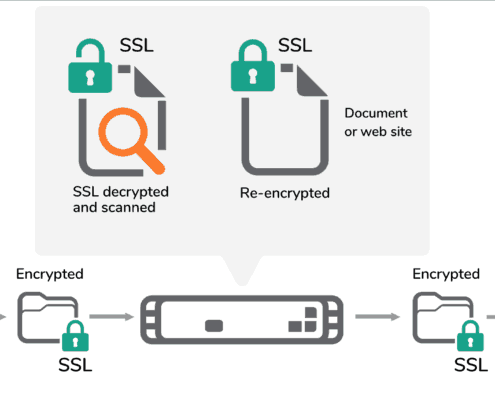 SSL
SSL
Document
or web site
SSL decrypted
and scanned
Re-encrypted
Encrypted
Encrypted
SSL
SSL